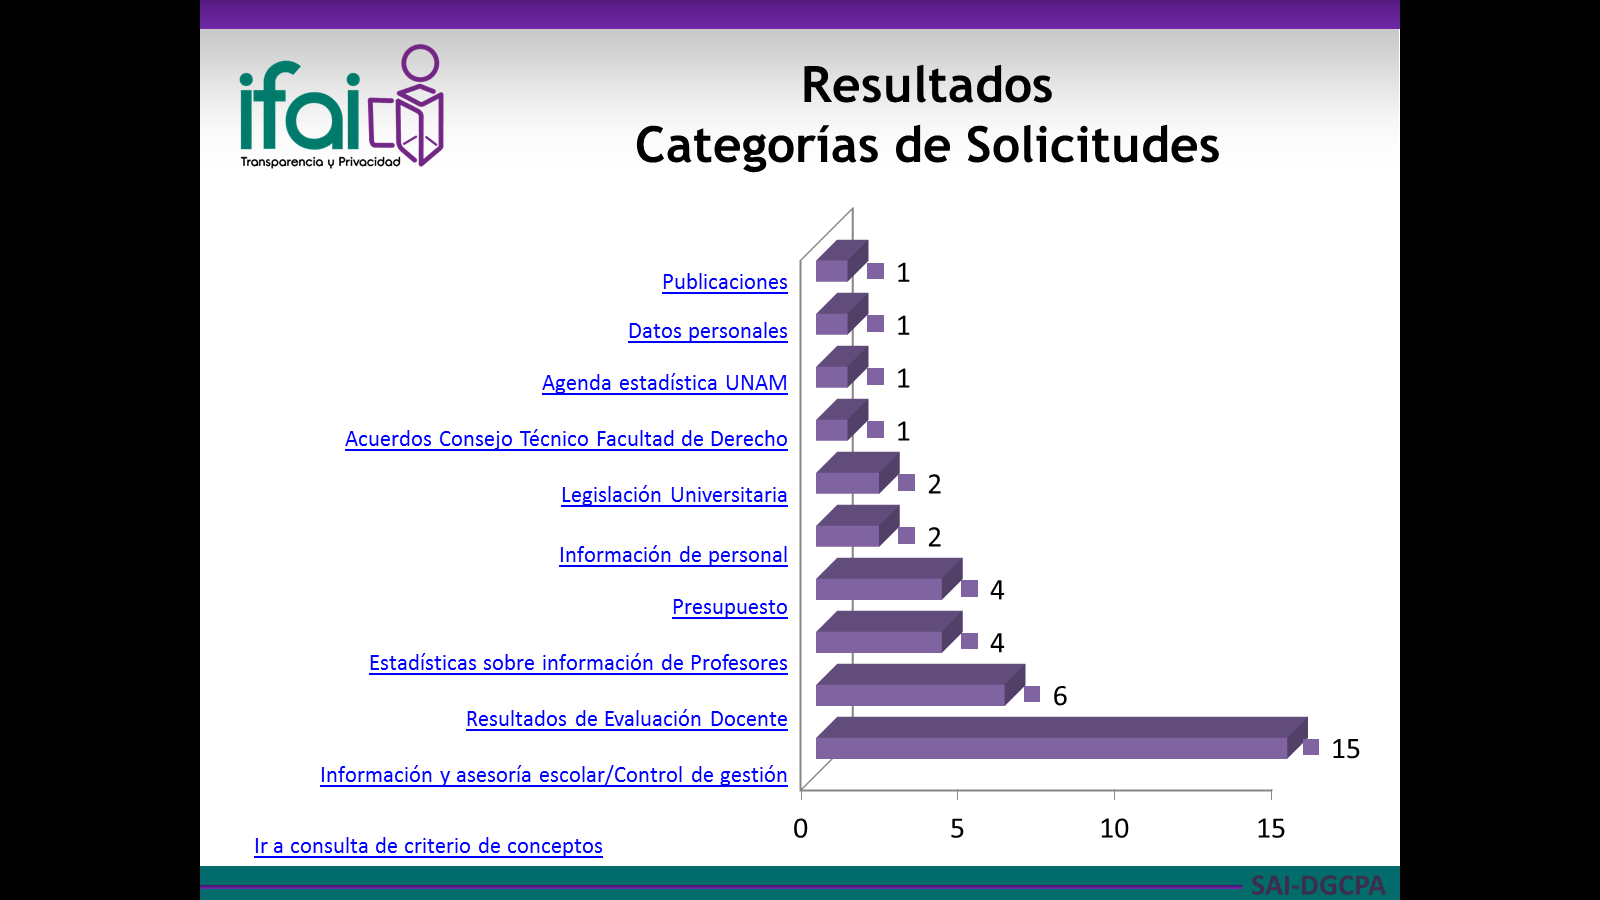 ifai
Transparencia y Privacidad
Resultados
Categorías de Solicitudes
Publicaciones 1
Datos personales 1
Agenda estadística UNAM 1
Acuerdos Consejo Técnico Facultad de Derecho 1
Legislación Universitaria 2
Información de personal 2
Presupuesto 4
Estadísticas sobre información de Profesores 4
Resultados de Evaluación Docente 6
Información y asesoría escolar/Control de gestión 15
0 5 10 15
Ir a consulta de criterio de conceptos
SAI-DGCPA